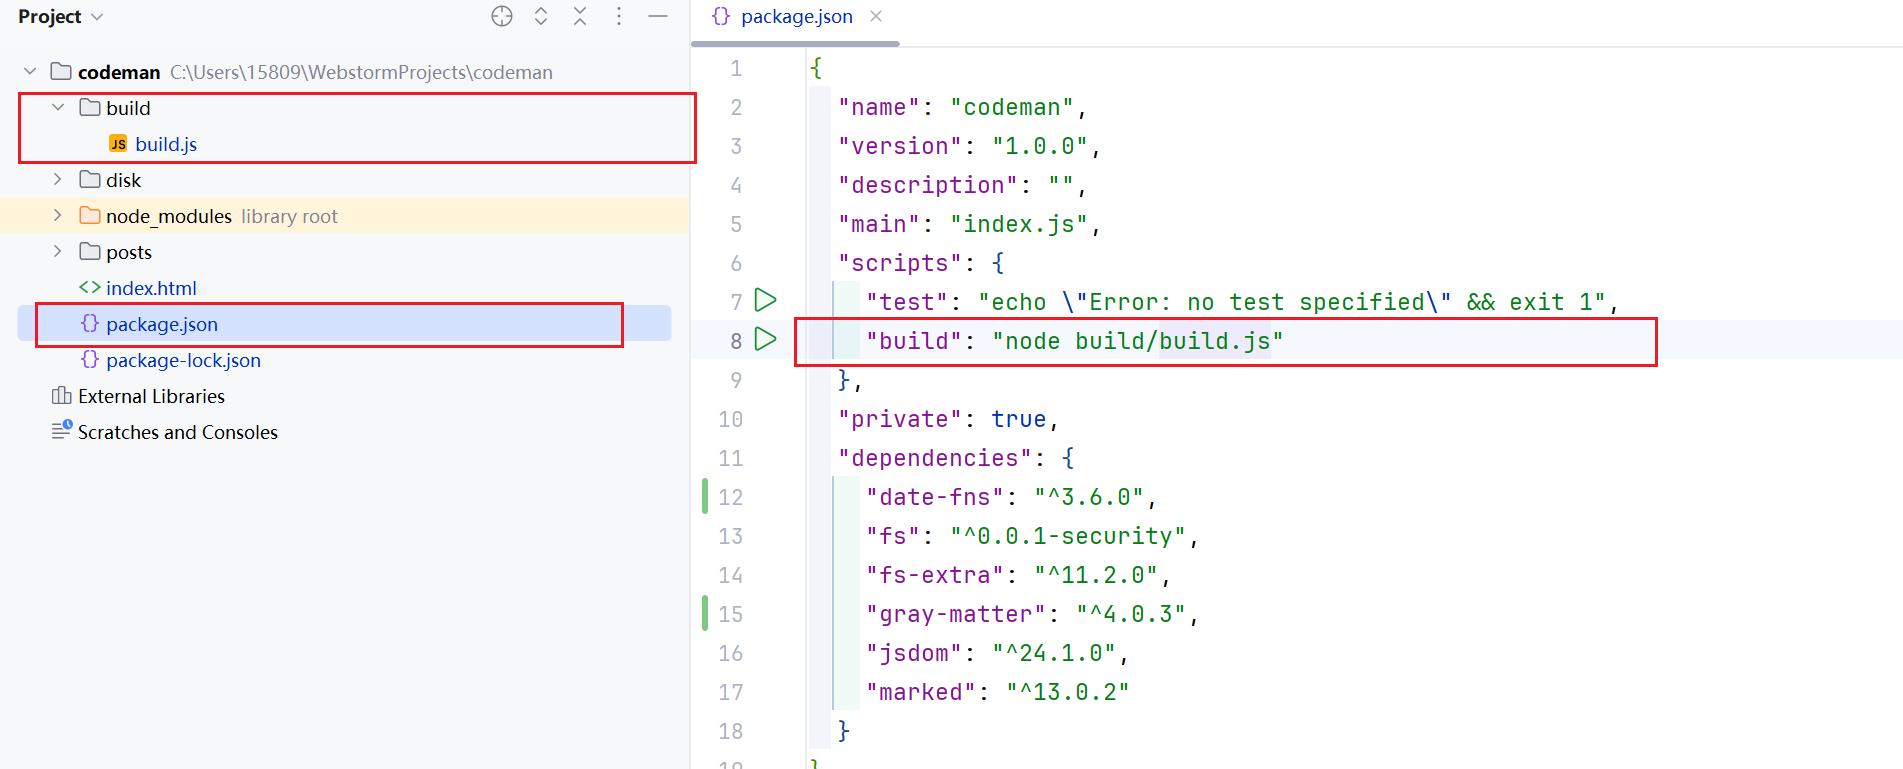 Project
codeman C:\Users\15809\WebstormProjects\codeman
build
JS build.js
disk
node_modules library root
posts
index.html
package.json
package-lock.json
External Libraries
Scratches and Consoles
package.json
1 {
2 "name": "codeman",
3 "version": "1.0.0",
4 "description": "",
5 "main": "index.js",
6 "scripts": {
7 "test": "echo \"Error: no test specified\" && exit 1",
8 "build": "node build/build.js"
9 },
10 "private": true,
11 "dependencies": {
12 "date-fns": "^3.6.0",
13 "fs": "^0.0.1-security",
14 "fs-extra": "^11.2.0",
15 "gray-matter": "^4.0.3",
16 "jsdom": "^24.1.0",
17 "marked": "^13.0.2"
18 }
19 }